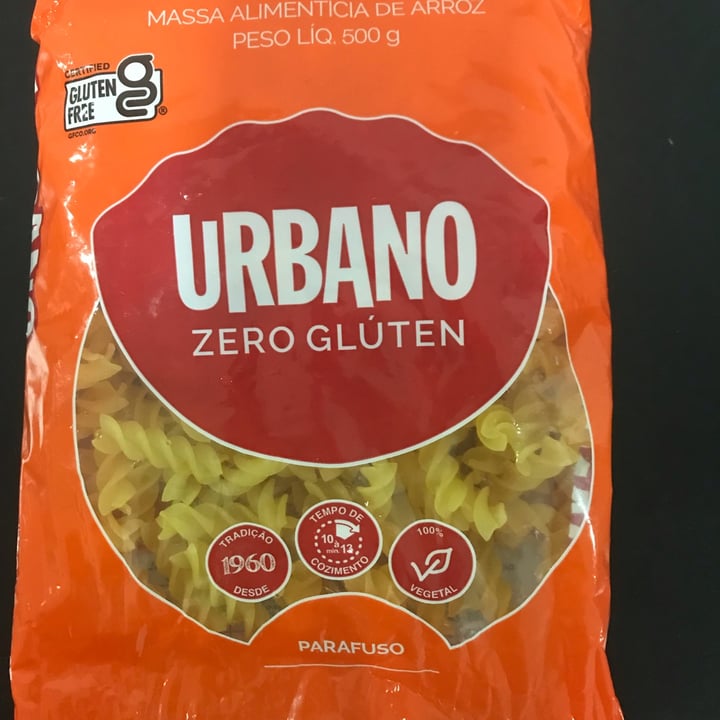 MASSA ALIMENTÍCIA DE ARROZ
PESO LÍQ. 500 g
CERTIFIED
GLUTEN
FREE
GFCO.ORG
URBANO
ZERO GLÚTEN
TRADIÇÃO
1960
DESDE
TEMPO DE
10 a 12
min.
COZIMENTO
100%
VEGETAL
PARAFUSO